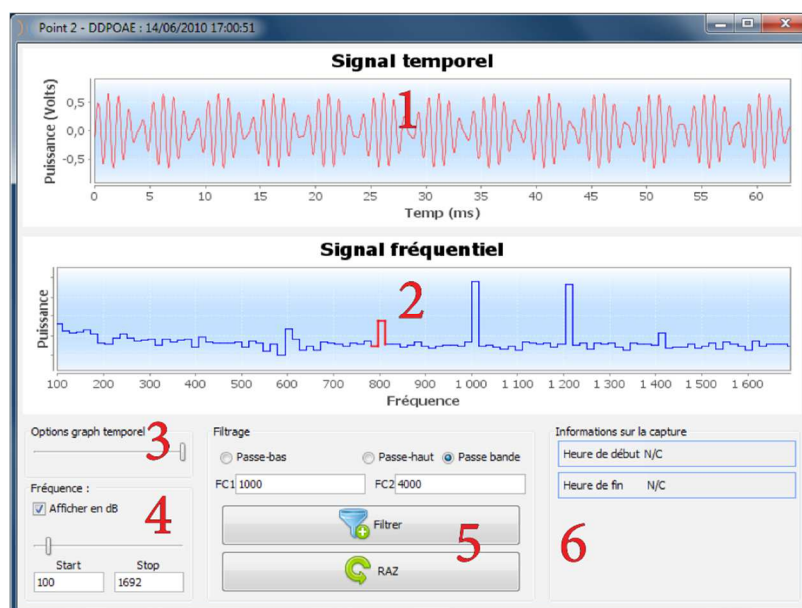 Point 2 - DDPOAE : 14/06/2010 17:00:51
Signal temporel
1
Puissance (Volts)
0,5
0,0
-0,5
0 5 10 15 20 25 30 35 40 45 50 55 60
Temp (ms)
Signal fréquentiel
2
Puissance
100 200 300 400 500 600 700 800 900 1 000 1 100 1 200 1 300 1 400 1 500 1 600
Fréquence
Options graph temporel
3
Fréquence :
Afficher en dB
4
Start Stop
100 1692
Filtrage
Passe-bas Passe-haut Passe bande
FC1 1000 FC2 4000
Filtrer
5
RAZ
Informations sur la capture
Heure de début N/C
Heure de fin N/C
6